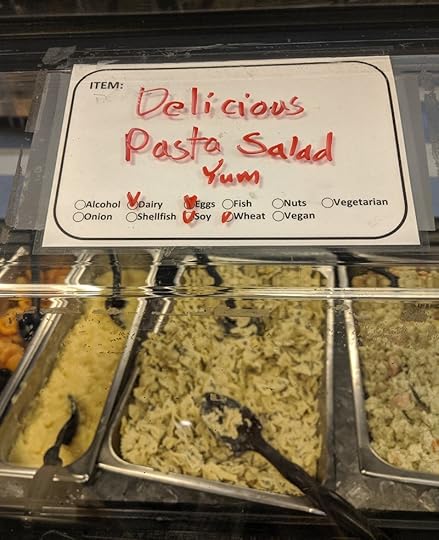 ITEM:
Delicious
Pasta Salad
Yum
Alcohol Dairy Eggs Fish Nuts Vegetarian
Onion Shellfish Soy Wheat Vegan